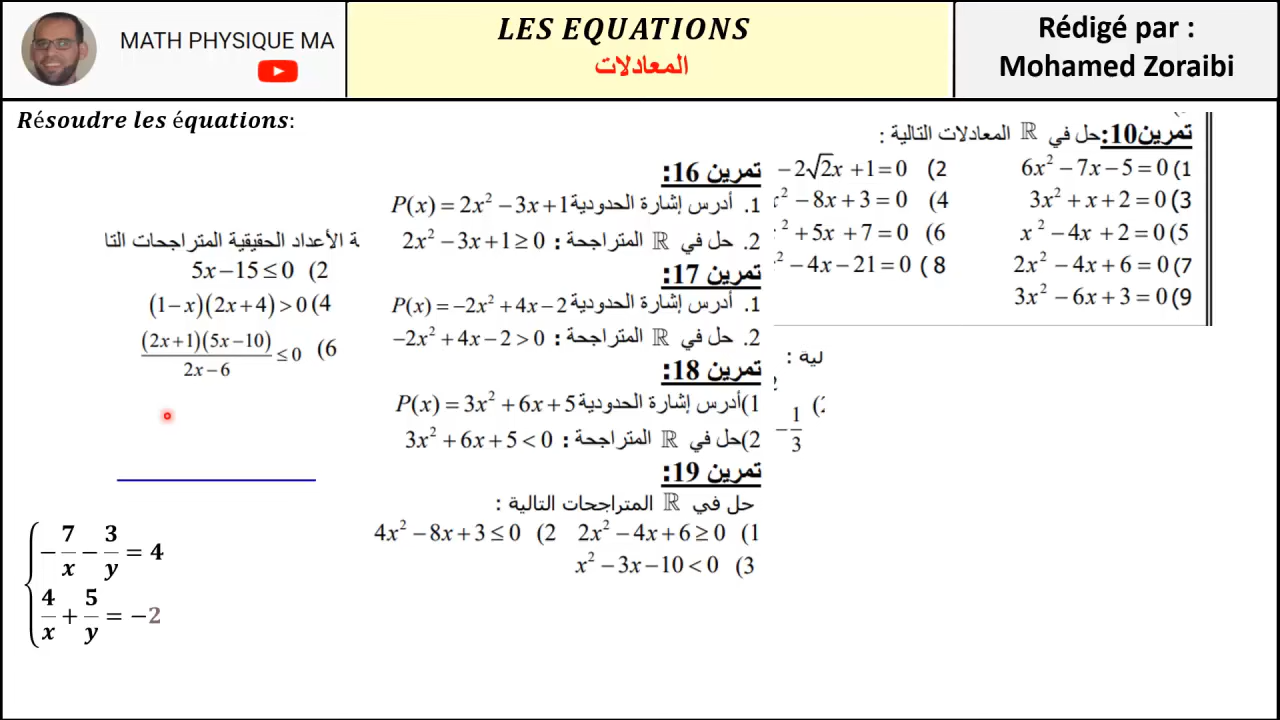 MATH PHYSIQUE MA
LES EQUATIONS
المعادلات
Rédigé par :
Mohamed Zoraibi
Résoudre les équations:
تمرين10: حل في ℝ المعادلات التالية :
1) 6x² − 7x − 5 = 0
2) − 2√2x + 1 = 0
3) 3x² + x + 2 = 0
4) x² − 8x + 3 = 0
5) x² − 4x + 2 = 0
6) ² + 5x + 7 = 0
7) 2x² − 4x + 6 = 0
8) ² − 4x − 21 = 0
9) 3x² − 6x + 3 = 0
تمرين 16:
1. أدرس إشارة الحدودية P(x) = 2x² − 3x + 1
2. حل في ℝ المتراجحة : 2x² − 3x + 1 ≥ 0
تمرين 17:
1. أدرس إشارة الحدودية P(x) = −2x² + 4x − 2
2. حل في ℝ المتراجحة : −2x² + 4x − 2 > 0
تمرين 18:
1)أدرس إشارة الحدودية P(x) = 3x² + 6x + 5
2)حل في ℝ المتراجحة : 3x² + 6x + 5 < 0
تمرين 19:
حل في ℝ المتراجحات التالية :
1) 2x² − 4x + 6 ≥ 0 2) 4x² − 8x + 3 ≤ 0
3) x² − 3x − 10 < 0
ة الأعداد الحقيقية المتراجحات التا
2) 5x − 15 ≤ 0
4) (1 − x)(2x + 4) > 0
6) (2x + 1)(5x − 10) / 2x − 6 ≤ 0
لية :
2
− 1/3
−7/x − 3/y = 4
4/x + 5/y = −2